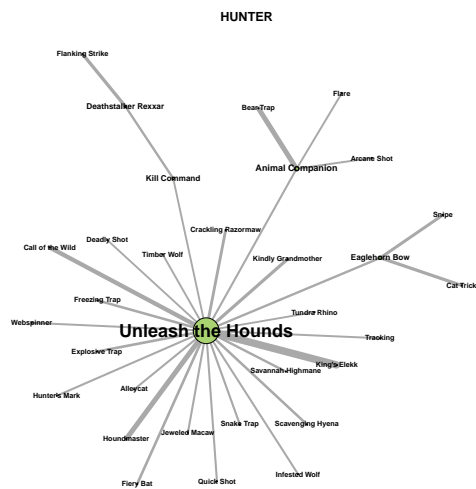 HUNTER
Flanking Strike
Flare
Deathstalker Rexxar
Bear Trap
Arcane Shot
Animal Companion
Kill Command
Snipe
Crackling Razormaw
Deadly Shot
Call of the Wild
Timber Wolf
Kindly Grandmother
Eaglehorn Bow
Cat Trick
Freezing Trap
Tundra Rhino
Webspinner
Unleash the Hounds
Tracking
Explosive Trap
King's Elekk
Savannah Highmane
Hunter's Mark
Alleycat
Snake Trap
Scavenging Hyena
Houndmaster
Jeweled Macaw
Infested Wolf
Fiery Bat
Quick Shot